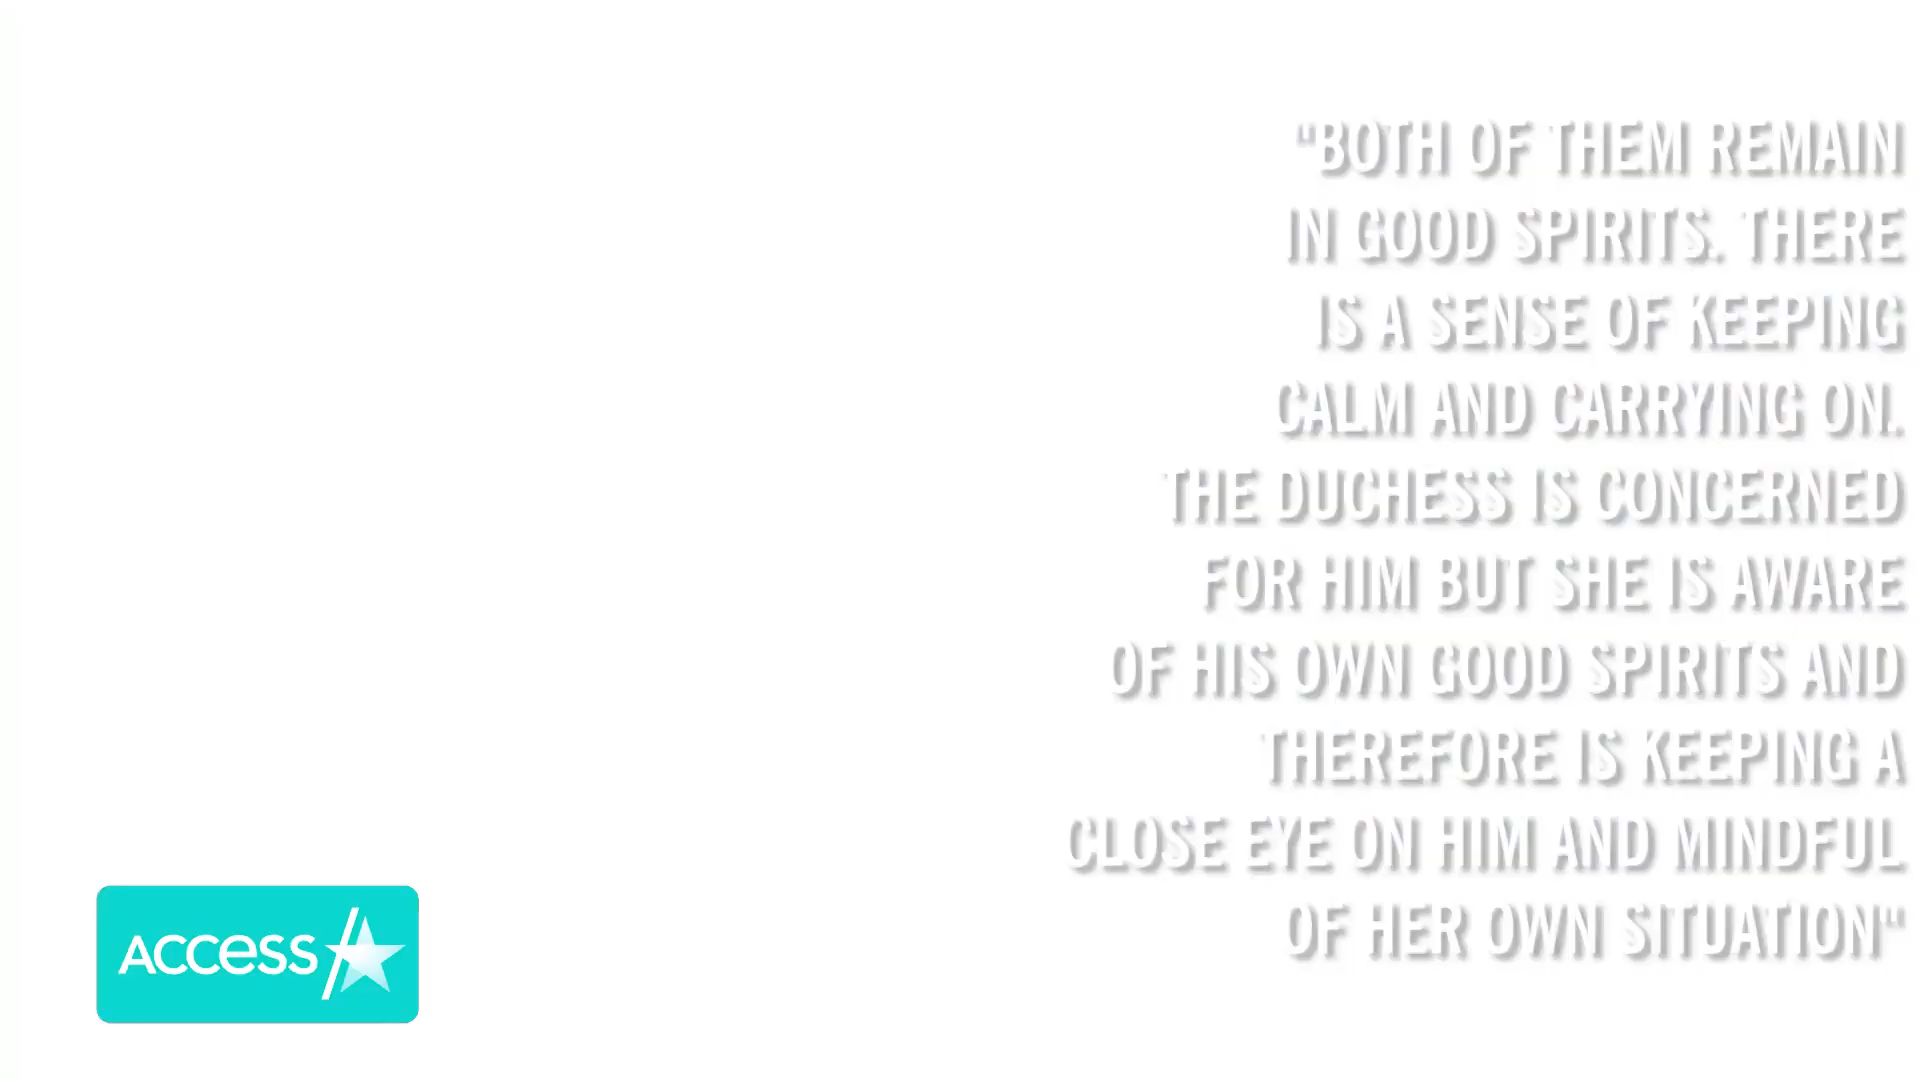 "BOTH OF THEM REMAIN
IN GOOD SPIRITS. THERE
IS A SENSE OF KEEPING
CALM AND CARRYING ON.
THE DUCHESS IS CONCERNED
FOR HIM BUT SHE IS AWARE
OF HIS OWN GOOD SPIRITS AND
THEREFORE IS KEEPING A
CLOSE EYE ON HIM AND MINDFUL
OF HER OWN SITUATION"
ACCESS